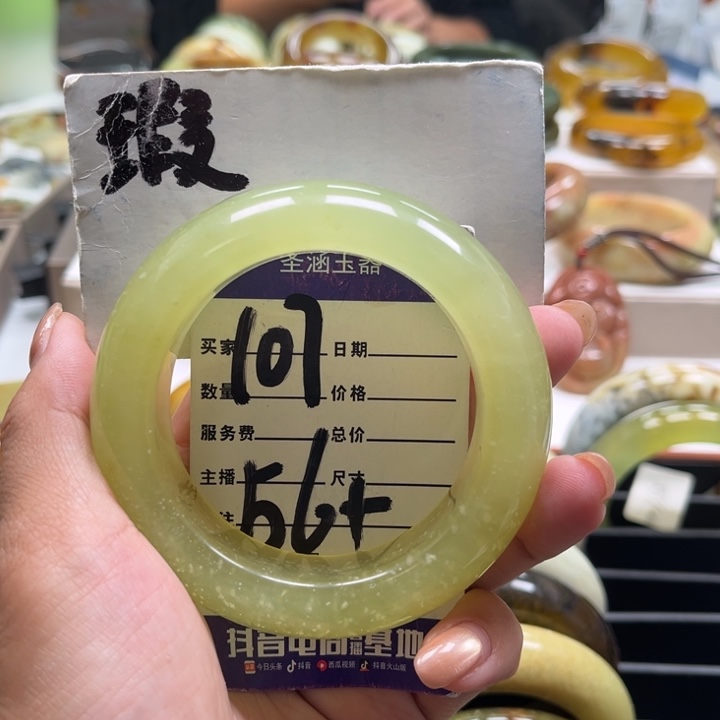 瑕
圣涵玉器
买家 107 日期
数量 价格
服务费 总价
主播 尺寸
注 56+
抖音电商直播基地
今日头条 抖音 西瓜视频 抖音火山版